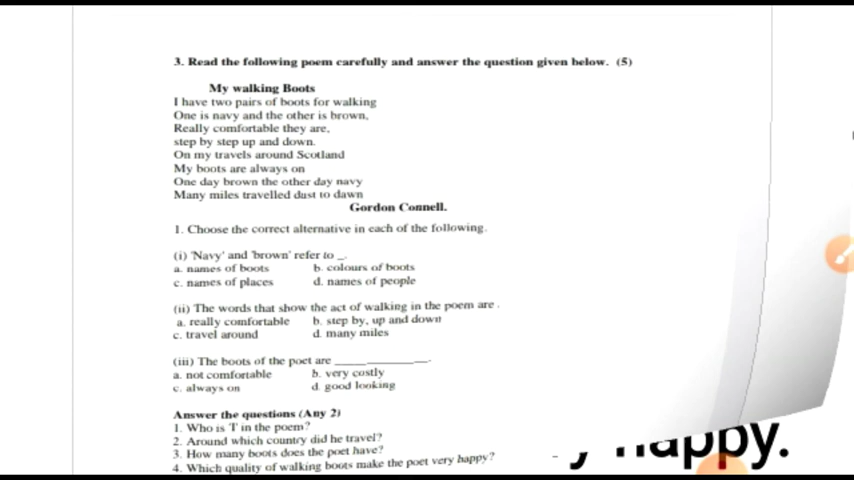 3. Read the following poem carefully and answer the question given below. (5)
My walking Boots
I have two pairs of boots for walking
One is navy and the other is brown,
Really comfortable they are,
step by step up and down.
On my travels around Scotland
My boots are always on
One day brown the other day navy
Many miles travelled dust to dawn
Gordon Connell.
1. Choose the correct alternative in each of the following.
(i) 'Navy' and 'brown' refer to _.
a. names of boots b. colours of boots
c. names of places d. names of people
(ii) The words that show the act of walking in the poem are .
a. really comfortable b. step by, up and down
c. travel around d. many miles
(iii) The boots of the poet are ______________.
a. not comfortable b. very costly
c. always on d. good looking
Answer the questions (Any 2)
1. Who is 'I' in the poem?
2. Around which country did he travel?
3. How many boots does the poet have?
4. Which quality of walking boots make the poet very happy?
happy.